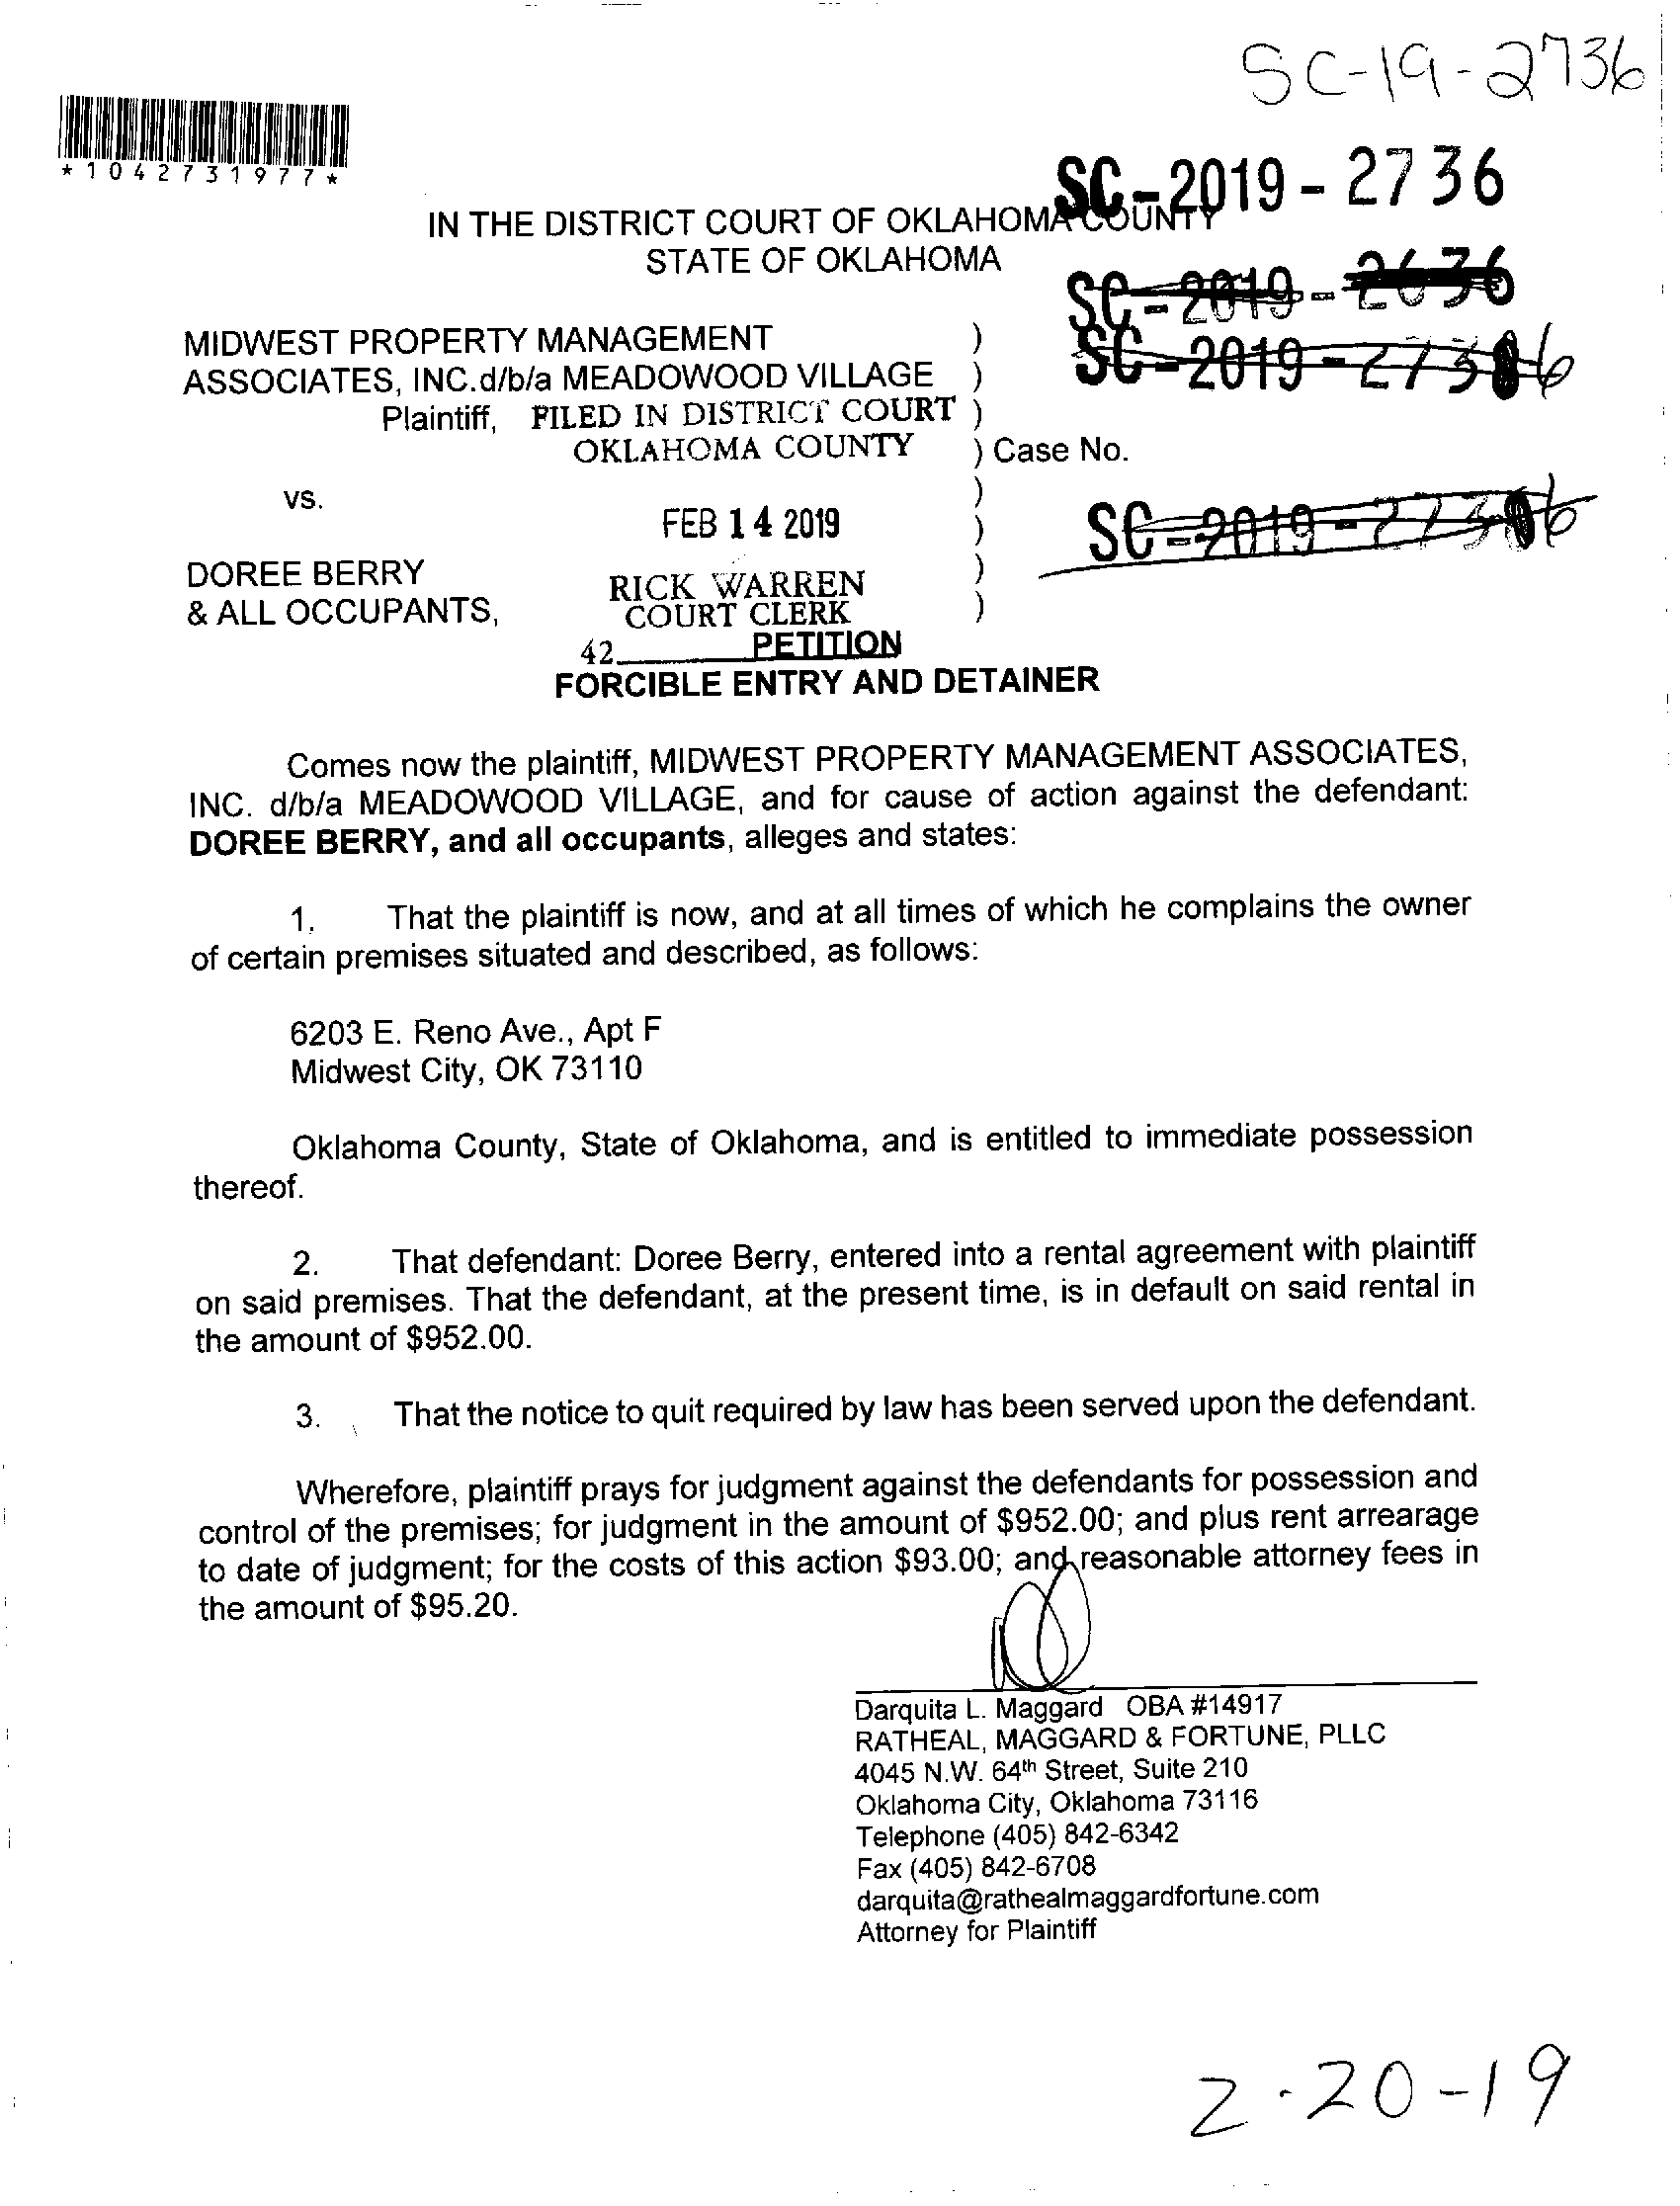 SC-19-2736
*1042731977*
SC-2019-2736
IN THE DISTRICT COURT OF OKLAHOMA COUNTY
STATE OF OKLAHOMA
SC-2019-2636
MIDWEST PROPERTY MANAGEMENT )
SC-2019-27386
ASSOCIATES, INC.d/b/a MEADOWOOD VILLAGE )
Plaintiff, FILED IN DISTRICT COURT )
OKLAHOMA COUNTY ) Case No.
vs. )
FEB 14 2019 )
SC-2019-
DOREE BERRY )
RICK WARREN
& ALL OCCUPANTS, COURT CLERK )
42 PETITION
FORCIBLE ENTRY AND DETAINER
Comes now the plaintiff, MIDWEST PROPERTY MANAGEMENT ASSOCIATES,
INC. d/b/a MEADOWOOD VILLAGE, and for cause of action against the defendant:
DOREE BERRY, and all occupants, alleges and states:
1. That the plaintiff is now, and at all times of which he complains the owner
of certain premises situated and described, as follows:
6203 E. Reno Ave., Apt F
Midwest City, OK 73110
Oklahoma County, State of Oklahoma, and is entitled to immediate possession
thereof.
2. That defendant: Doree Berry, entered into a rental agreement with plaintiff
on said premises. That the defendant, at the present time, is in default on said rental in
the amount of $952.00.
3. That the notice to quit required by law has been served upon the defendant.
Wherefore, plaintiff prays for judgment against the defendants for possession and
control of the premises; for judgment in the amount of $952.00; and plus rent arrearage
to date of judgment; for the costs of this action $93.00; and reasonable attorney fees in
the amount of $95.20.
Darquita L. Maggard OBA #14917
RATHEAL, MAGGARD & FORTUNE, PLLC
4045 N.W. 64th Street, Suite 210
Oklahoma City, Oklahoma 73116
Telephone (405) 842-6342
Fax (405) 842-6708
darquita@rathealmaggardfortune.com
Attorney for Plaintiff
2-20-19